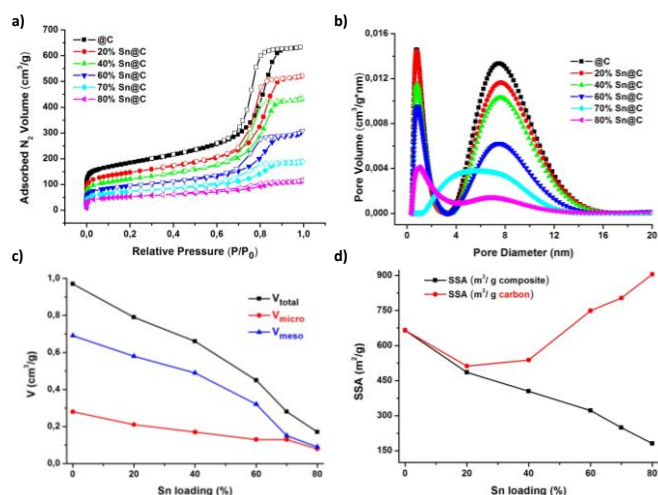 a)
@C
20% Sn@C
40% Sn@C
60% Sn@C
70% Sn@C
80% Sn@C
Adsorbed N2 Volume (cm3/g)
700
600
500
400
300
200
100
0
0,0 0,2 0,4 0,6 0,8 1,0
Relative Pressure (P/P0)
b)
@C
20% Sn@C
40% Sn@C
60% Sn@C
70% Sn@C
80% Sn@C
Pore Volume (cm3/g*nm)
0,016
0,012
0,008
0,004
0,000
0 4 8 12 16 20
Pore Diameter (nm)
c)
Vtotal
Vmicro
Vmeso
V (cm3/g)
1,0
0,8
0,6
0,4
0,2
0,0
0 20 40 60 80
Sn loading (%)
d)
SSA (m2/ g composite)
SSA (m2/ g carbon)
SSA (m2/g)
900
750
600
450
300
150
0 20 40 60 80
Sn loading (%)